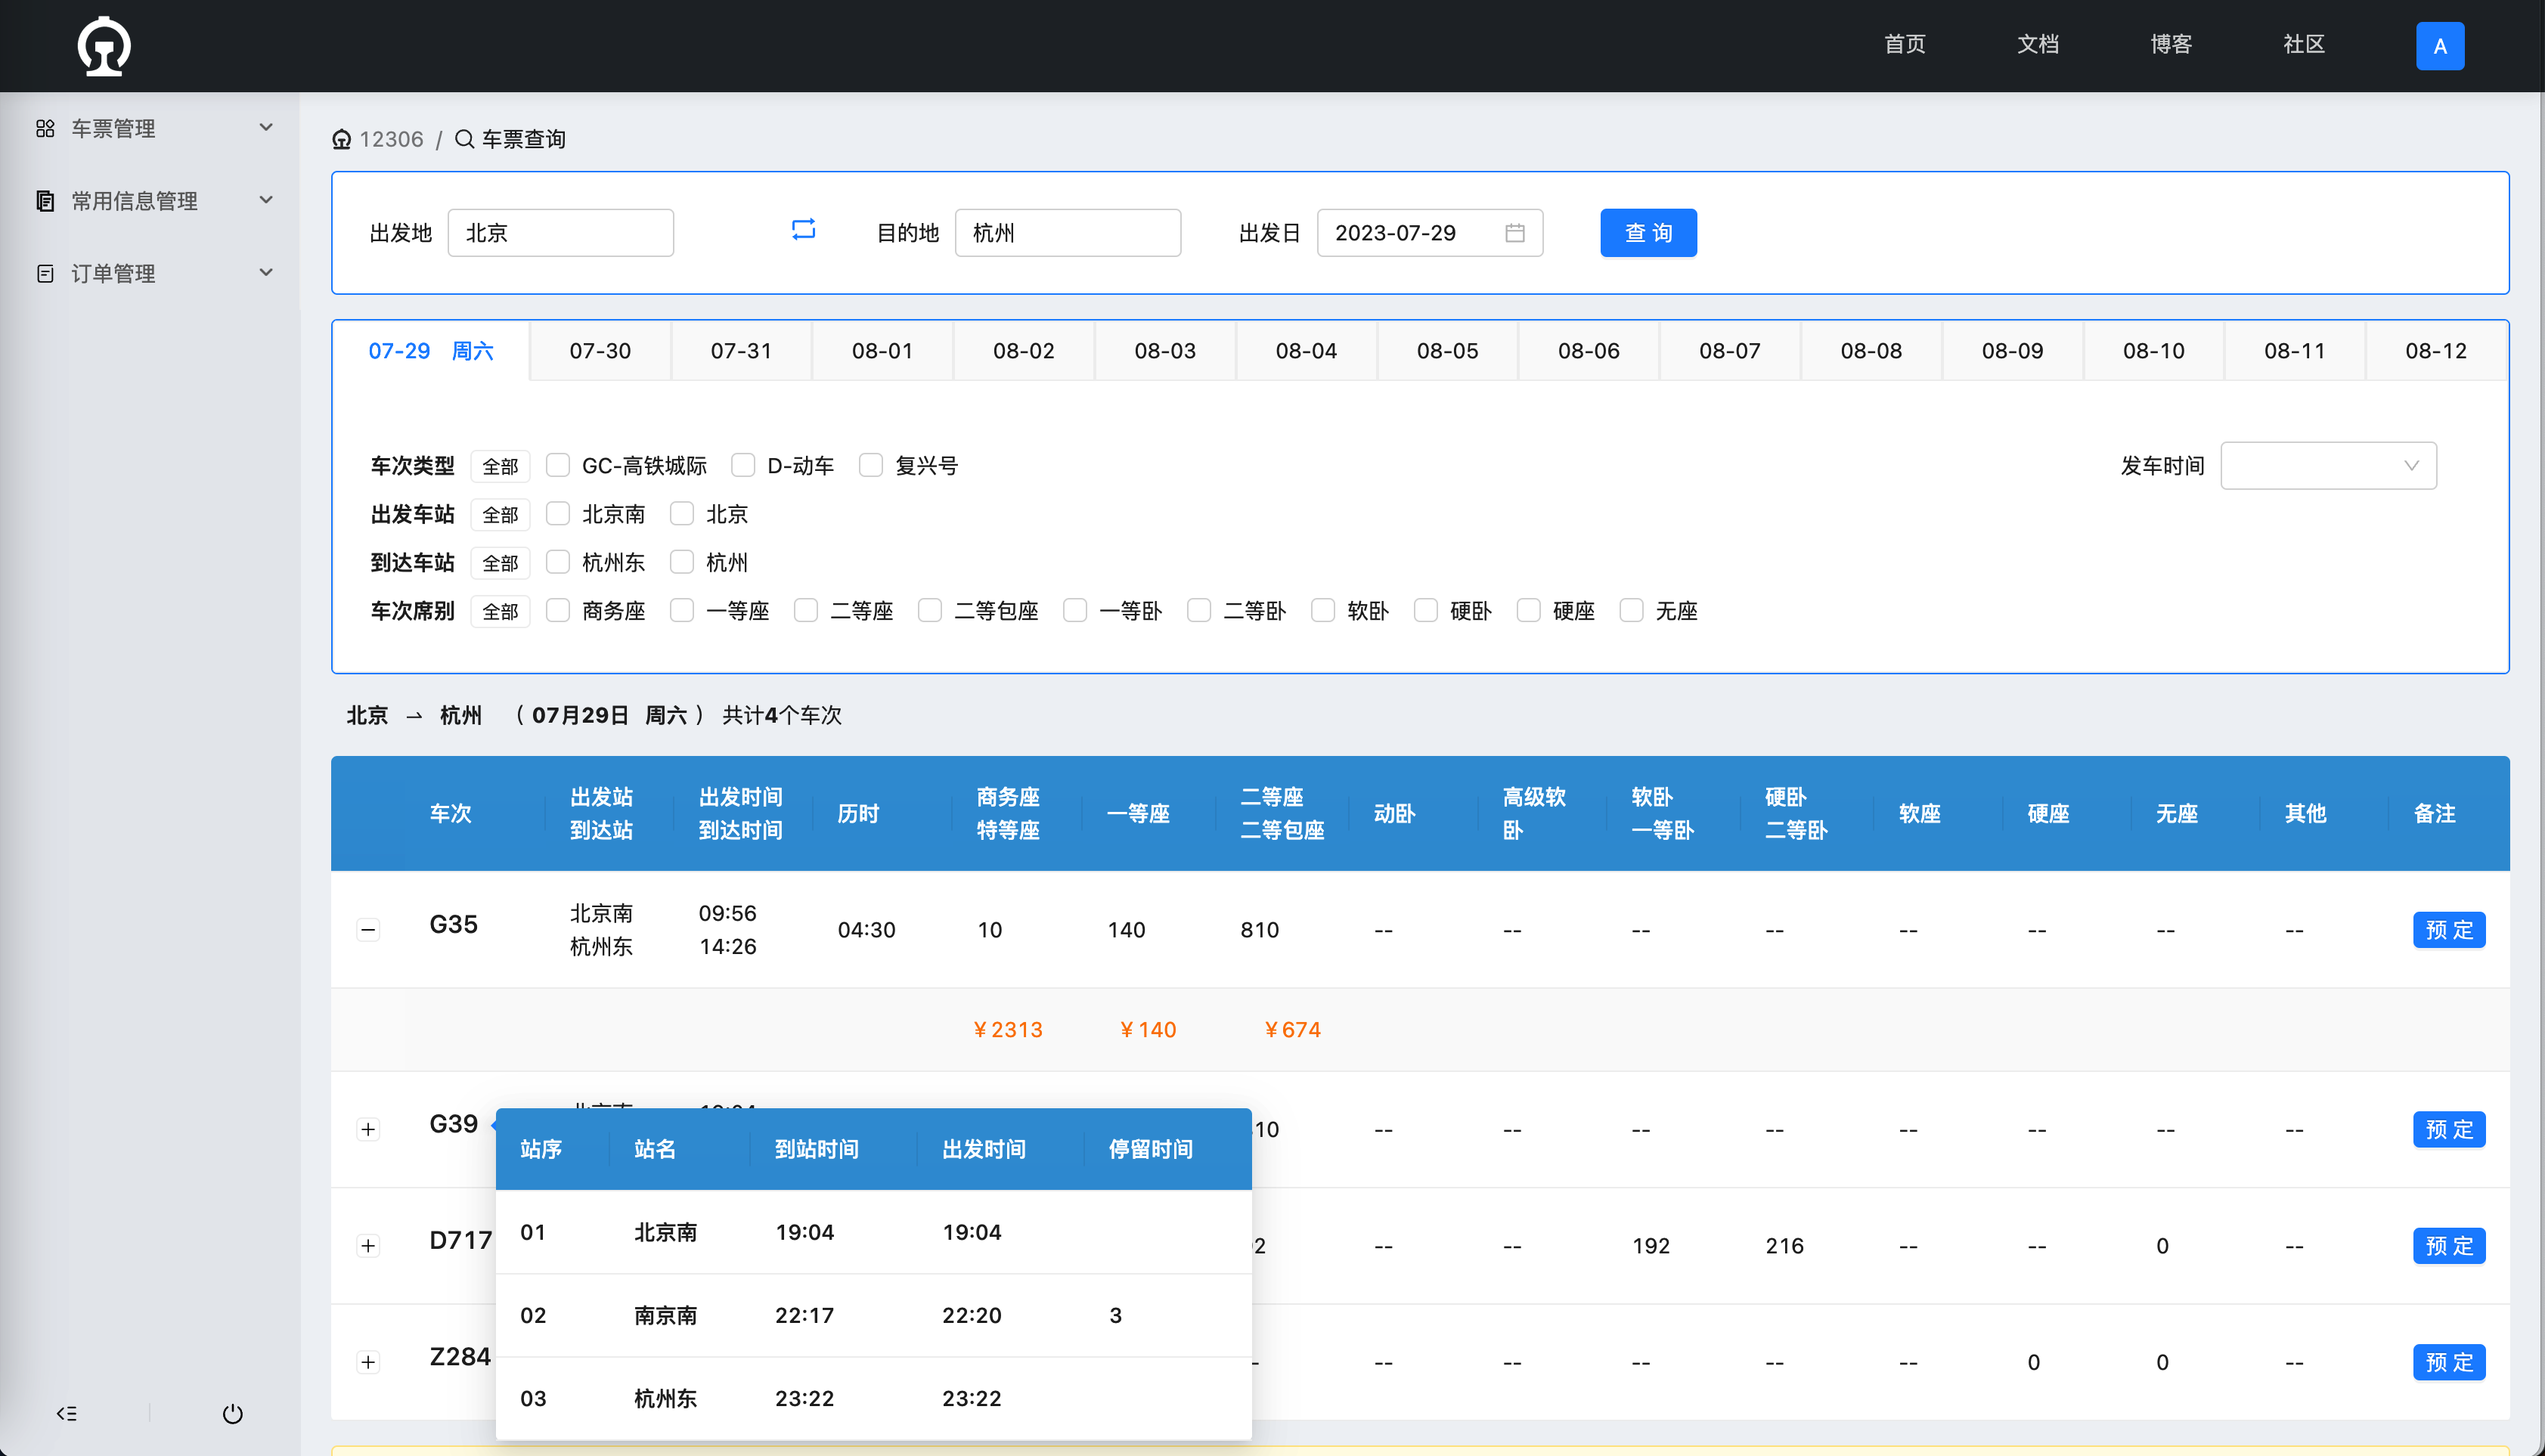 首页 文档 博客 社区 A
车票管理
常用信息管理
订单管理
12306 / 车票查询
出发地 北京 目的地 杭州 出发日 2023-07-29 查 询
07-29 周六 07-30 07-31 08-01 08-02 08-03 08-04 08-05 08-06 08-07 08-08 08-09 08-10 08-11 08-12
车次类型 全部 GC-高铁城际 D-动车 复兴号 发车时间
出发车站 全部 北京南 北京
到达车站 全部 杭州东 杭州
车次席别 全部 商务座 一等座 二等座 二等包座 一等卧 二等卧 软卧 硬卧 硬座 无座
北京 → 杭州 （ 07月29日 周六 ） 共计4个车次
车次 出发站 出发时间 历时 商务座 一等座 二等座 动卧 高级软 软卧 硬卧 软座 硬座 无座 其他 备注
到达站 到达时间 特等座 二等包座 卧 一等卧 二等卧
G35 北京南 09:56 04:30 10 140 810 -- -- -- -- -- -- -- -- 预 定
杭州东 14:26
￥2313 ￥140 ￥674
G39 10 -- -- -- -- -- -- -- -- 预 定
站序 站名 到站时间 出发时间 停留时间
01 北京南 19:04 19:04
02 南京南 22:17 22:20 3
03 杭州东 23:22 23:22
D717 2 -- -- 192 216 -- -- 0 -- 预 定
Z284 -- -- -- -- -- 0 0 -- 预 定